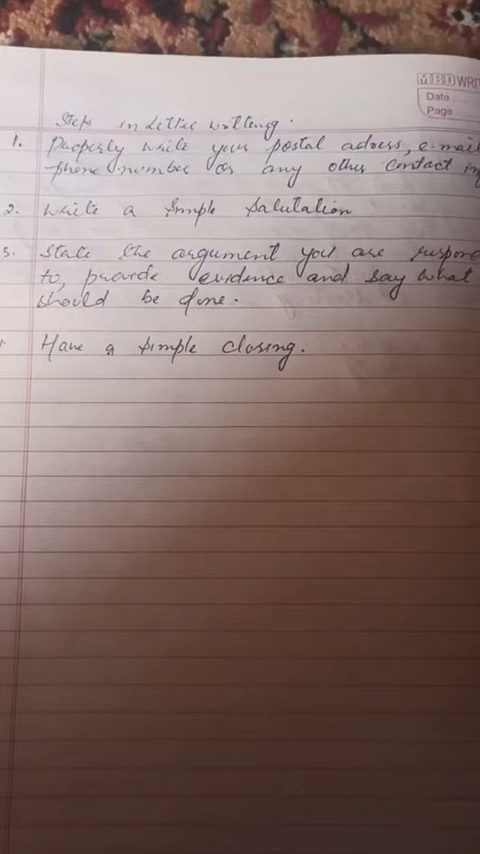 MBD WRI
Date
Page
Steps in Letter writing.
1. Properly write your postal adress, e-mail
phone number or any other contact in
2. Write a simple salutation
3. State the argument you are respon
to, provide evidence and say what
should be done.
Have a simple closing.